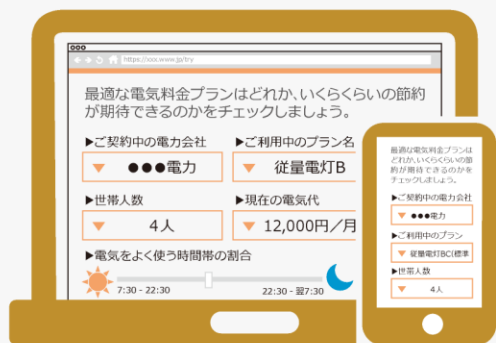 https://xxx.www.jp/try
最適な電気料金プランはどれか、いくらくらいの節約
が期待できるのかをチェックしましょう。
▶ご契約中の電力会社
▼ ●●●電力
▶ご利用中のプラン名
▼ 従量電灯B
▶世帯人数
▼ 4人
▶現在の電気代
▼ 12,000円／月
▶電気をよく使う時間帯の割合
7:30 - 22:30
22:30 - 翌7:30
最適な電気料金プランは
どれか、いくらくらいの節
約が期待できるのかを
チェックしましょう。
▶ご契約中の電力会社
▼ ●●●電力
▶ご利用中のプラン
▼ 従量電灯BC(標準
▶世帯人数
▼ 4人